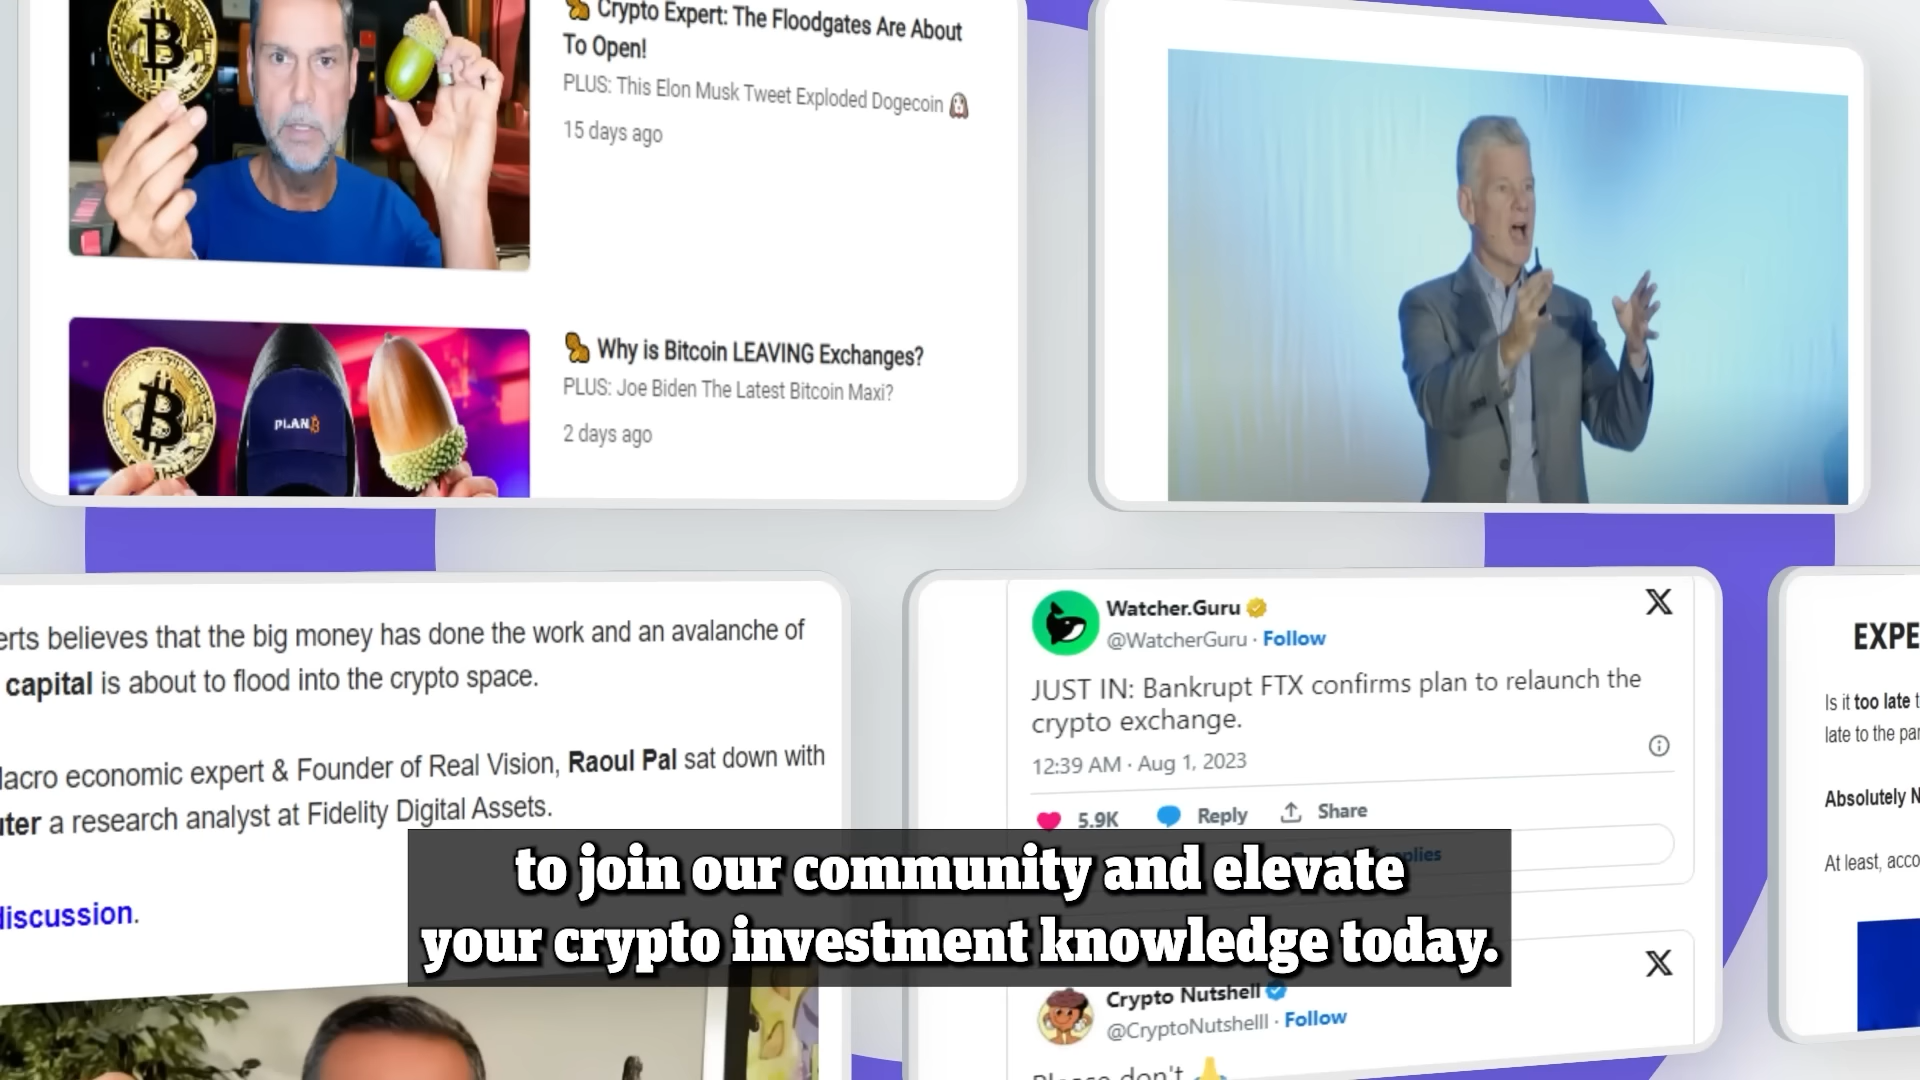 Crypto Expert: The Floodgates Are About
To Open!
PLUS: This Elon Musk Tweet Exploded Dogecoin
15 days ago
PLANB
Why is Bitcoin LEAVING Exchanges?
PLUS: Joe Biden The Latest Bitcoin Maxi?
2 days ago
erts believes that the big money has done the work and an avalanche of
capital is about to flood into the crypto space.
acro economic expert & Founder of Real Vision, Raoul Pal sat down with
uter a research analyst at Fidelity Digital Assets.
discussion.
Watcher.Guru
@WatcherGuru · Follow
X
JUST IN: Bankrupt FTX confirms plan to relaunch the
crypto exchange.
12:39 AM · Aug 1, 2023
5.9K Reply Share
replies
Crypto Nutshell
@CryptoNutshelll · Follow
X
Please don't
EXPE
Is it too late t
late to the par
Absolutely N
At least, acco
to join our community and elevate
your crypto investment knowledge today.